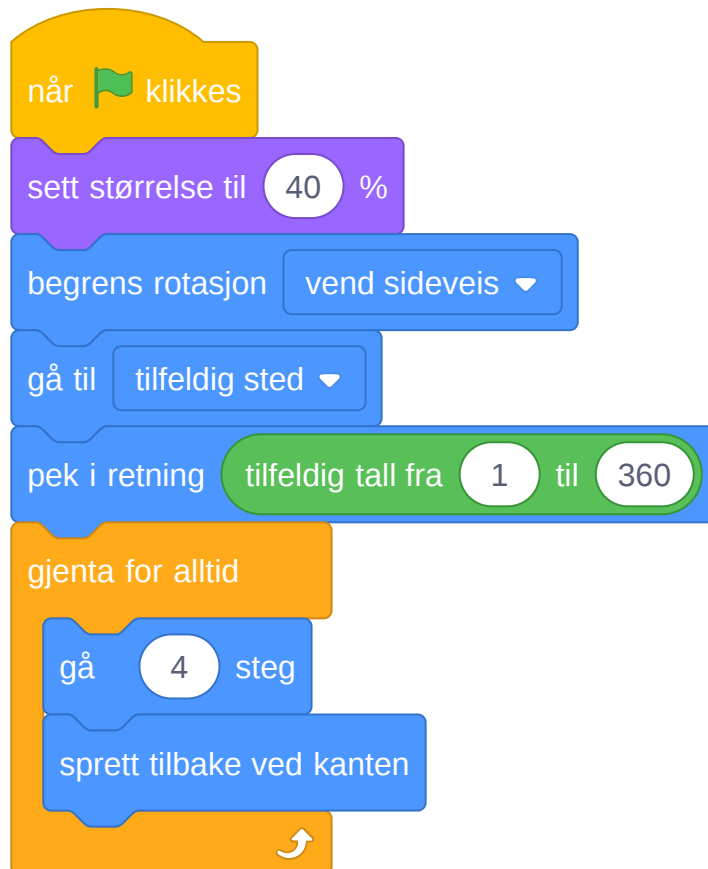 når klikkes
sett størrelse til 40 %
begrens rotasjon vend sideveis
gå til tilfeldig sted
pek i retning tilfeldig tall fra 1 til 360
gjenta for alltid
gå 4 steg
sprett tilbake ved kanten